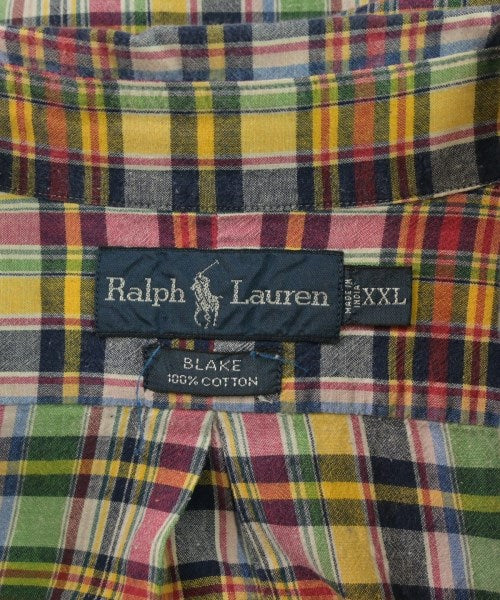 Ralph Lauren
MADE IN
INDIA
XXL
BLAKE
100% COTTON